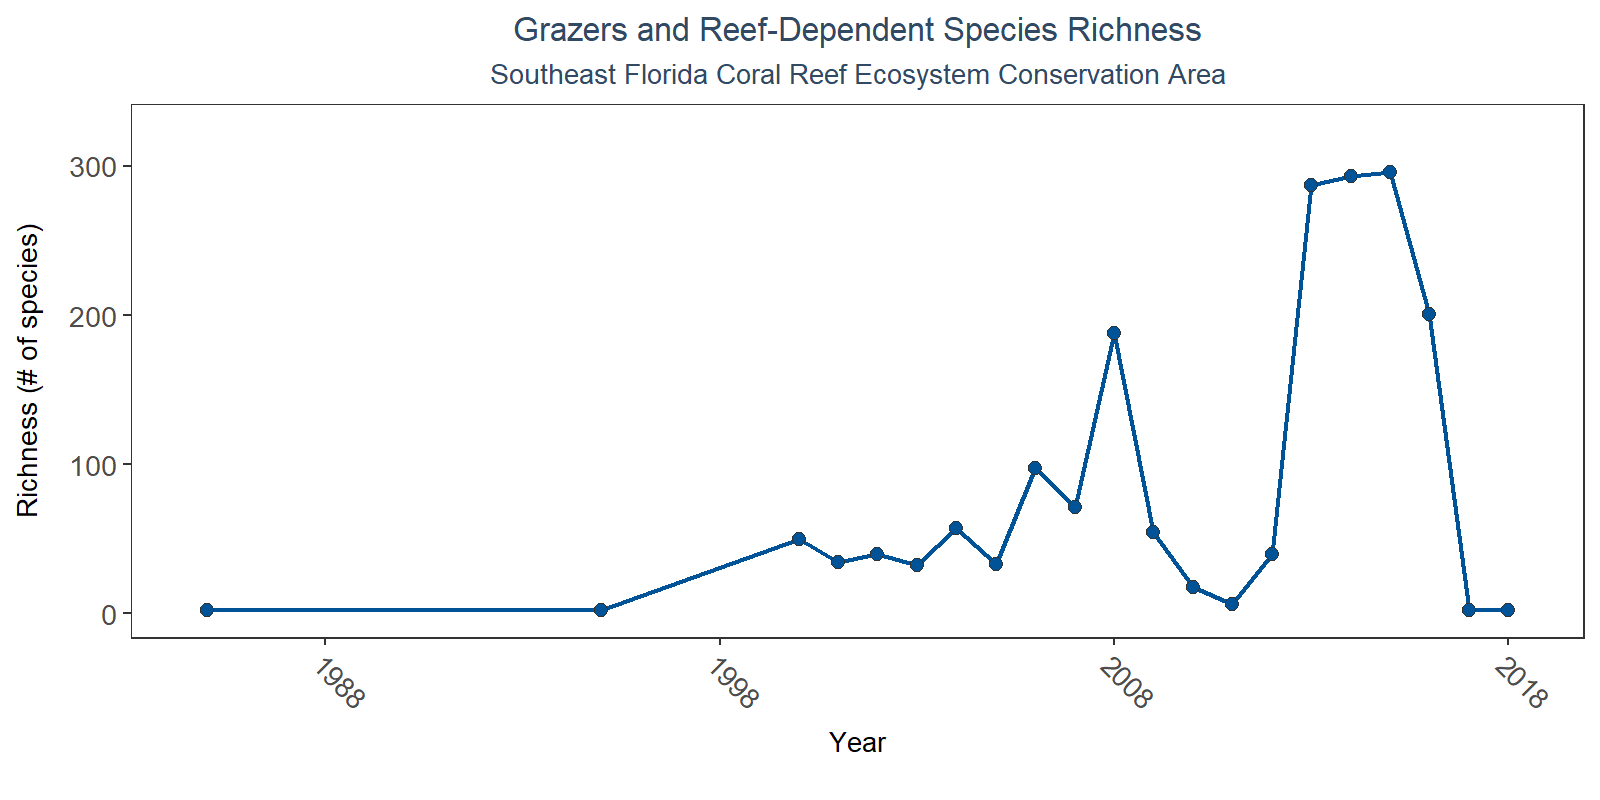 Grazers and Reef-Dependent Species Richness
Southeast Florida Coral Reef Ecosystem Conservation Area
Richness (# of species)
300
200
100
0
1988
1998
2008
2018
Year